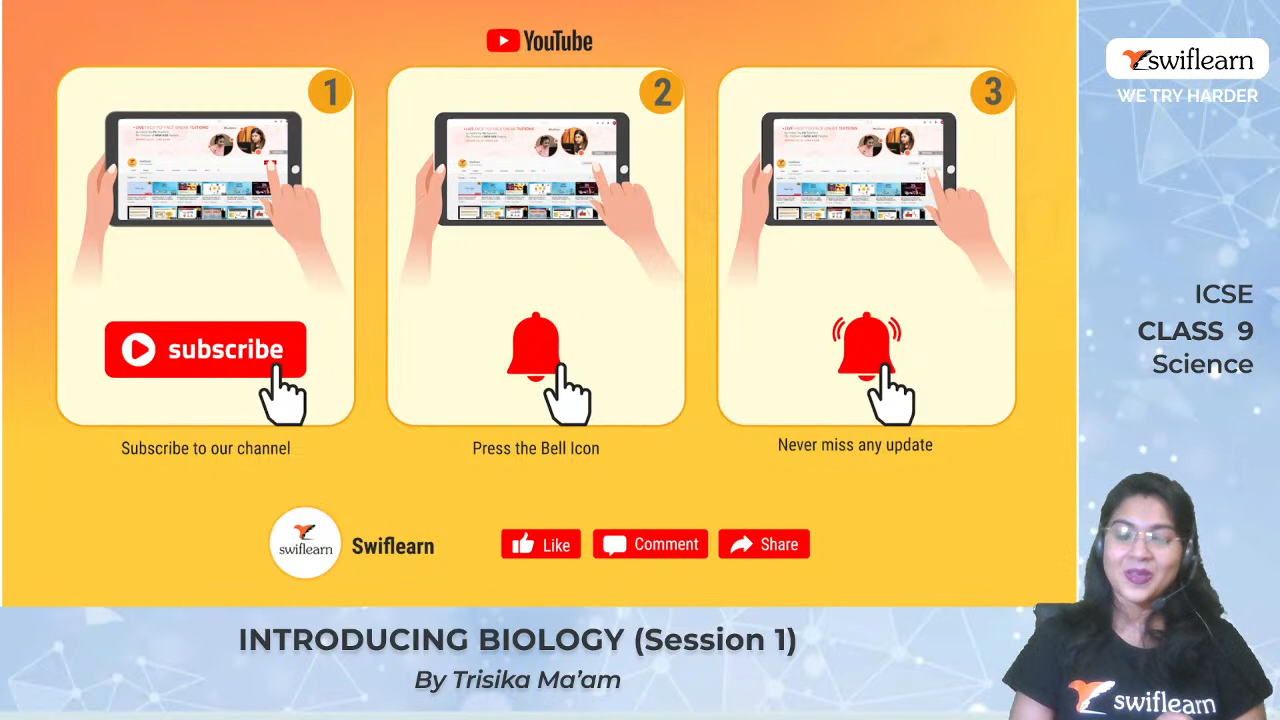 YouTube
1
2
3
subscribe
Subscribe to our channel
Press the Bell Icon
Never miss any update
swiflearn
Swiflearn
Like
Comment
Share
swiflearn
WE TRY HARDER
ICSE
CLASS 9
Science
INTRODUCING BIOLOGY (Session 1)
By Trisika Ma’am
swiflearn